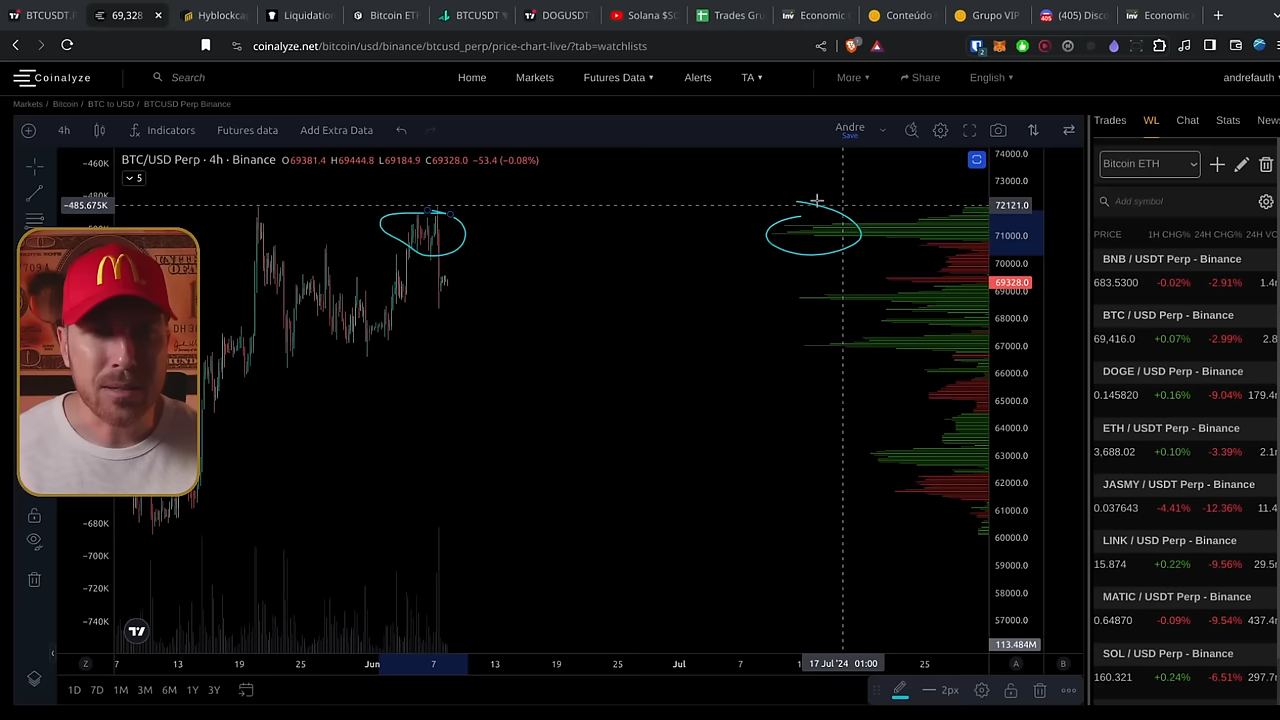 BTCUSDT.P 69,328 Hyblockca Liquidation Bitcoin ET BTCUSDT DOGUSDT Solana $SO Trades Gru Economic Conteúdo Grupo VIP (405) Disco Economic
coinalyze.net/bitcoin/usd/binance/btcusd_perp/price-chart-live/?tab=watchlists
Coinalyze Search Home Markets Futures Data Alerts TA More Share English andrefauth
Markets / Bitcoin / BTC to USD / BTCUSD Perp Binance
4h Indicators Futures data Add Extra Data Andre Save
Trades WL Chat Stats News
BTC/USD Perp · 4h · Binance O69381.4 H69444.8 L69184.9 C69328.0 −53.4 (−0.08%)
5
−460K
−480K
−485.675K
−680K
−700K
−720K
−740K
74000.0
73000.0
72121.0
71000.0
70000.0
69328.0
69000.0
68000.0
67000.0
66000.0
65000.0
64000.0
63000.0
62000.0
61000.0
60000.0
59000.0
58000.0
57000.0
113.484M
Z 7 13 19 25 Jun 7 13 19 25 Jul 7 17 Jul '24 01:00 25 A B
1D 7D 1M 3M 6M 1Y 3Y
2px
Bitcoin ETH
Add symbol
PRICE 1H CHG% 24H CHG% 24H VO
BNB / USDT Perp - Binance
683.5300 -0.02% -2.91% 1.4
BTC / USD Perp - Binance
69,416.0 +0.07% -2.99% 2.8
DOGE / USD Perp - Binance
0.145820 +0.16% -9.04% 179.4
ETH / USDT Perp - Binance
3,688.02 +0.10% -3.39% 2.1
JASMY / USDT Perp - Binance
0.037643 -4.41% -12.36% 11.4
LINK / USD Perp - Binance
15.874 +0.22% -9.56% 29.5
MATIC / USDT Perp - Binance
0.64870 -0.09% -9.54% 437.4
SOL / USD Perp - Binance
160.321 +0.24% -6.51% 297.7